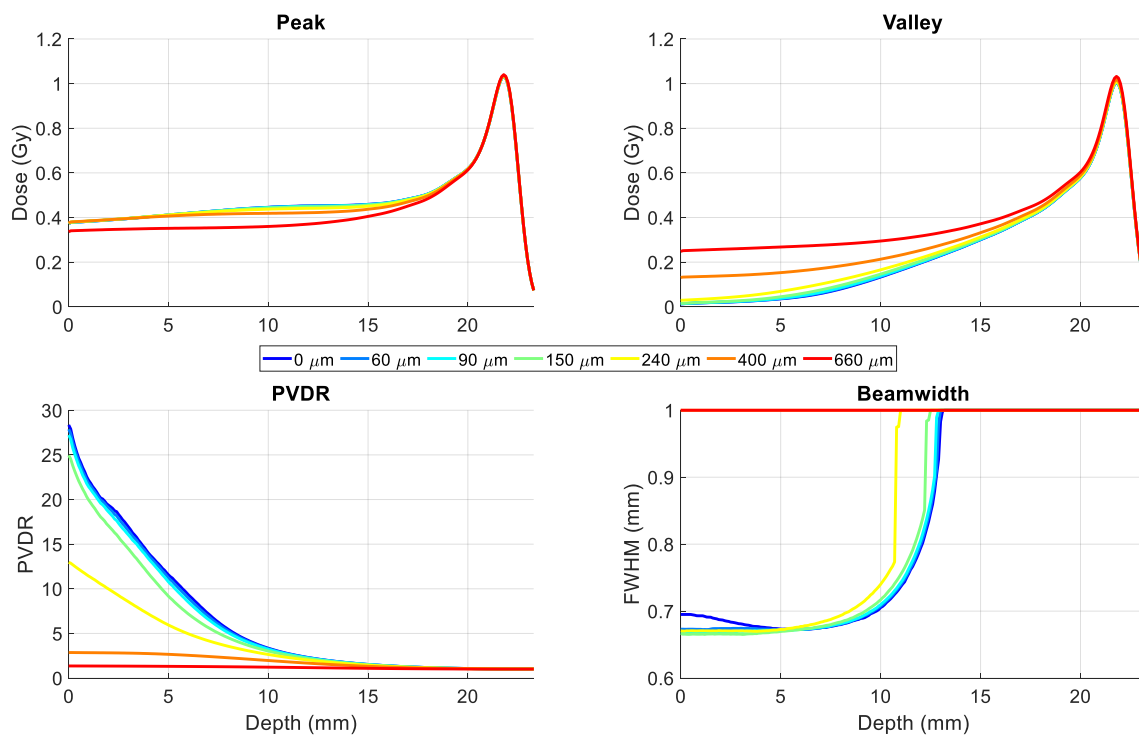 Peak
1.2
1
0.8
0.6
0.4
0.2
0
Dose (Gy)
0 5 10 15 20
Valley
1.2
1
0.8
0.6
0.4
0.2
0
Dose (Gy)
0 5 10 15 20
0 μm 60 μm 90 μm 150 μm 240 μm 400 μm 660 μm
PVDR
30
25
20
15
10
5
0
PVDR
0 5 10 15 20
Depth (mm)
Beamwidth
1
0.9
0.8
0.7
0.6
FWHM (mm)
0 5 10 15 20
Depth (mm)